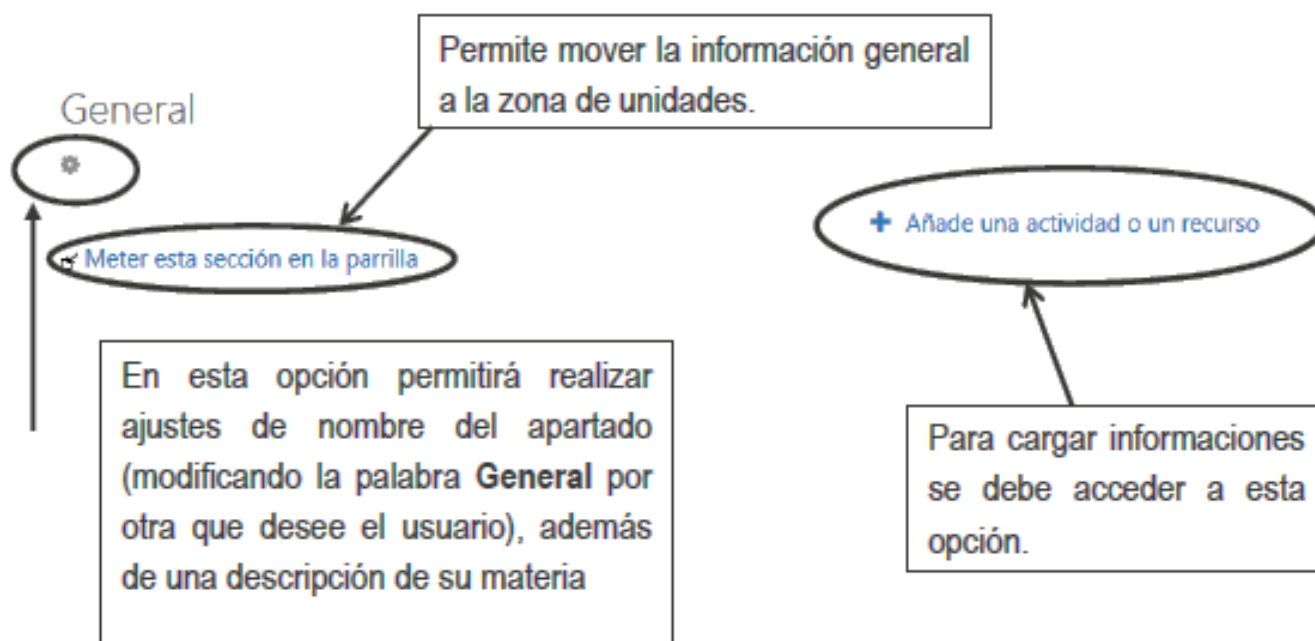 Permite mover la información general
a la zona de unidades.
General
Añade una actividad o un recurso
Meter esta sección en la parrilla
En esta opción permitirá realizar
ajustes de nombre del apartado
(modificando la palabra General por
otra que desee el usuario), además
de una descripción de su materia
Para cargar informaciones
se debe acceder a esta
opción.